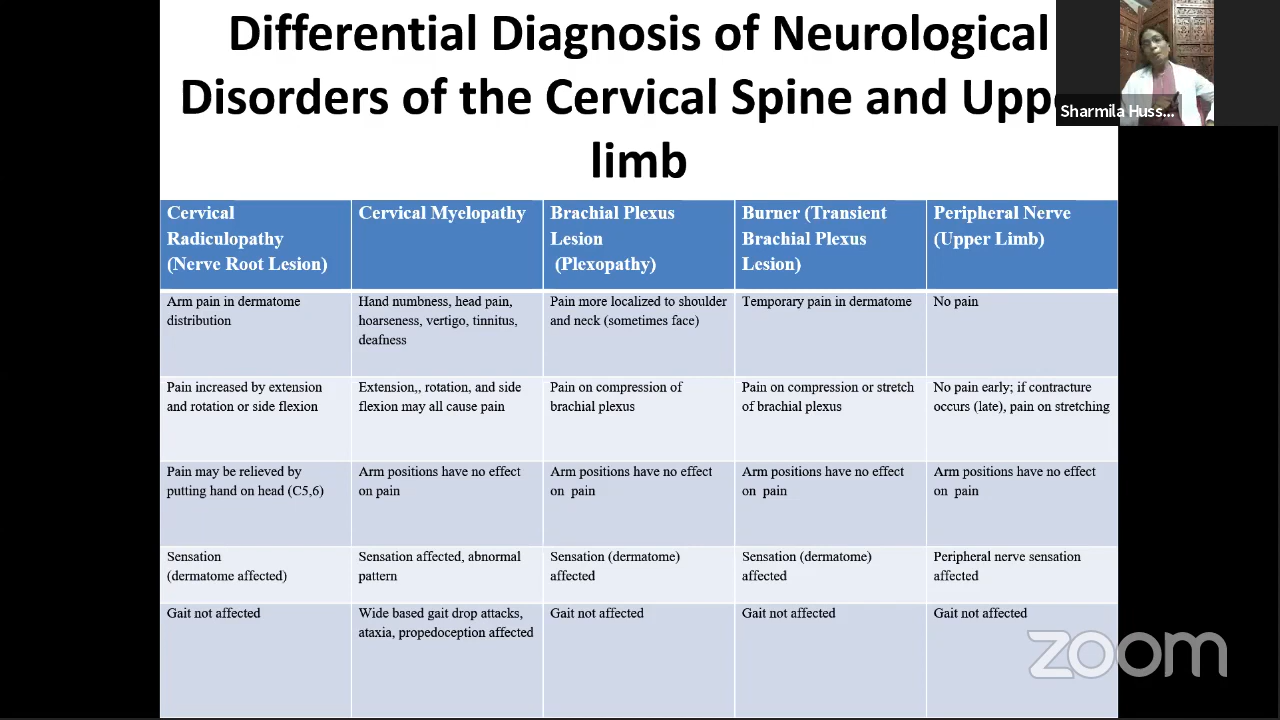 Differential Diagnosis of Neurological
Disorders of the Cervical Spine and Upp
limb
Sharmila Huss...
Cervical
Radiculopathy
(Nerve Root Lesion)
Cervical Myelopathy
Brachial Plexus
Lesion
(Plexopathy)
Burner (Transient
Brachial Plexus
Lesion)
Peripheral Nerve
(Upper Limb)
Arm pain in dermatome
distribution
Hand numbness, head pain,
hoarseness, vertigo, tinnitus,
deafness
Pain more localized to shoulder
and neck (sometimes face)
Temporary pain in dermatome
No pain
Pain increased by extension
and rotation or side flexion
Extension,, rotation, and side
flexion may all cause pain
Pain on compression of
brachial plexus
Pain on compression or stretch
of brachial plexus
No pain early; if contracture
occurs (late), pain on stretching
Pain may be relieved by
putting hand on head (C5,6)
Arm positions have no effect
on pain
Arm positions have no effect
on pain
Arm positions have no effect
on pain
Arm positions have no effect
on pain
Sensation
(dermatome affected)
Sensation affected, abnormal
pattern
Sensation (dermatome)
affected
Sensation (dermatome)
affected
Peripheral nerve sensation
affected
Gait not affected
Wide based gait drop attacks,
ataxia, propedoception affected
Gait not affected
Gait not affected
Gait not affected
zoom